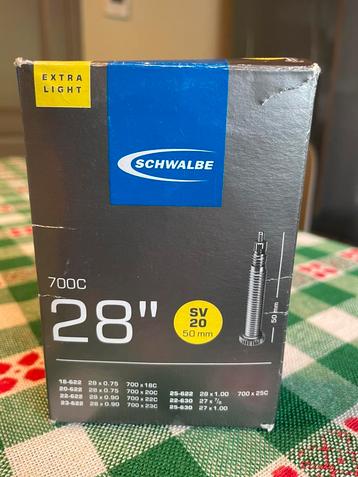 EXTRA
LIGHT
SCHWALBE
700C
28"
SV
20
50 mm
50 mm
18-622 28 x 0.75 700 x 18C
20-622 28 x 0.75 700 x 20C
22-622 28 x 0.90 700 x 22C
23-622 28 x 0.90 700 x 23C
25-622 28 x 1.00 700 x 25C
22-630 27 x 7/8
25-630 27 x 1.00